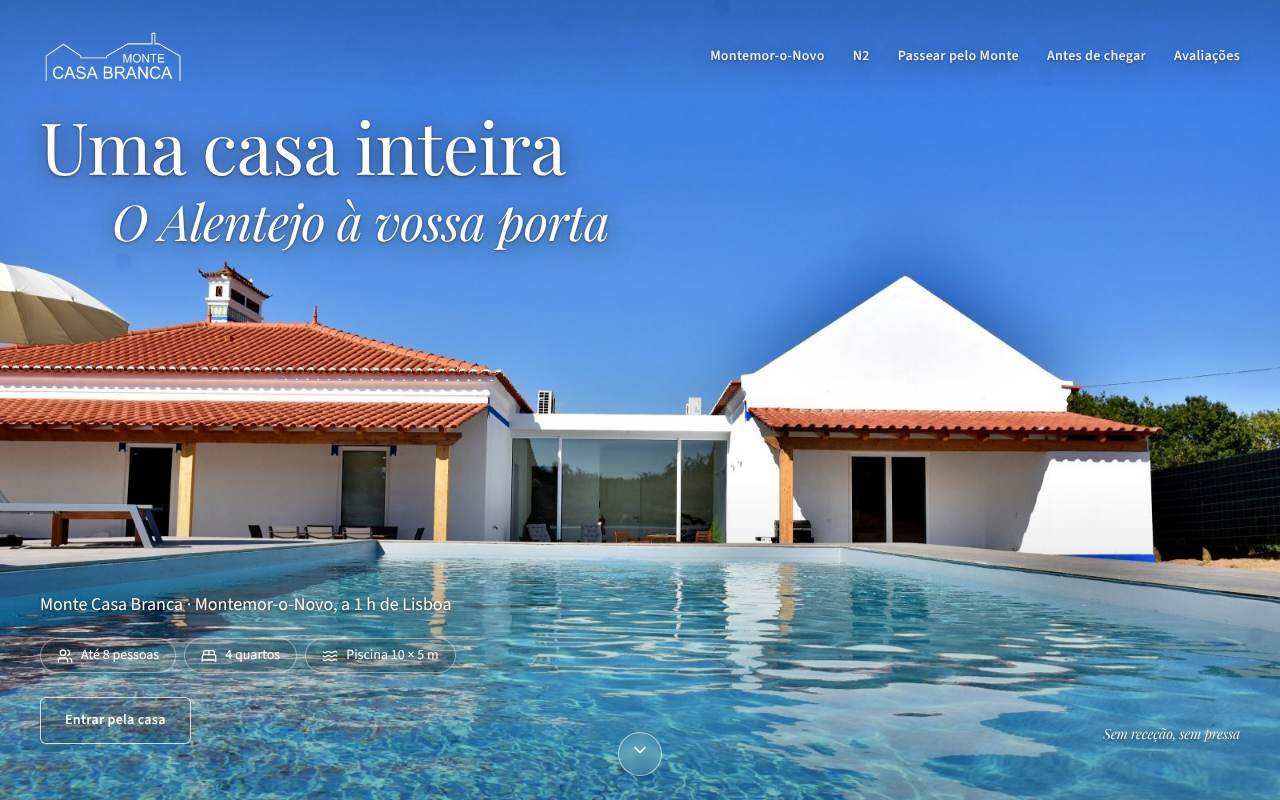 MONTE
CASA BRANCA
Montemor-o-Novo
N2
Passear pelo Monte
Antes de chegar
Avaliações
Uma casa inteira
O Alentejo à vossa porta
Monte Casa Branca · Montemor-o-Novo, a 1 h de Lisboa
Até 8 pessoas
4 quartos
Piscina 10 × 5 m
Entrar pela casa
Sem receção, sem pressa